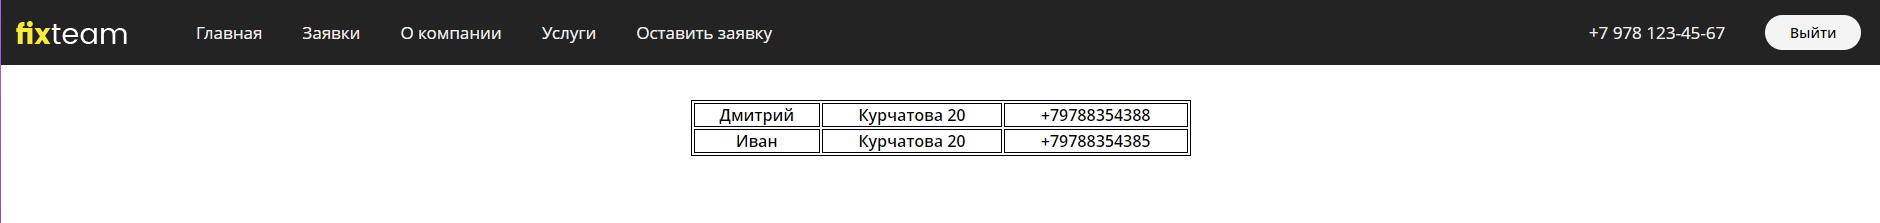 fixteam Главная Заявки О компании Услуги Оставить заявку +7 978 123-45-67 Выйти
Дмитрий Курчатова 20 +79788354388
Иван Курчатова 20 +79788354385